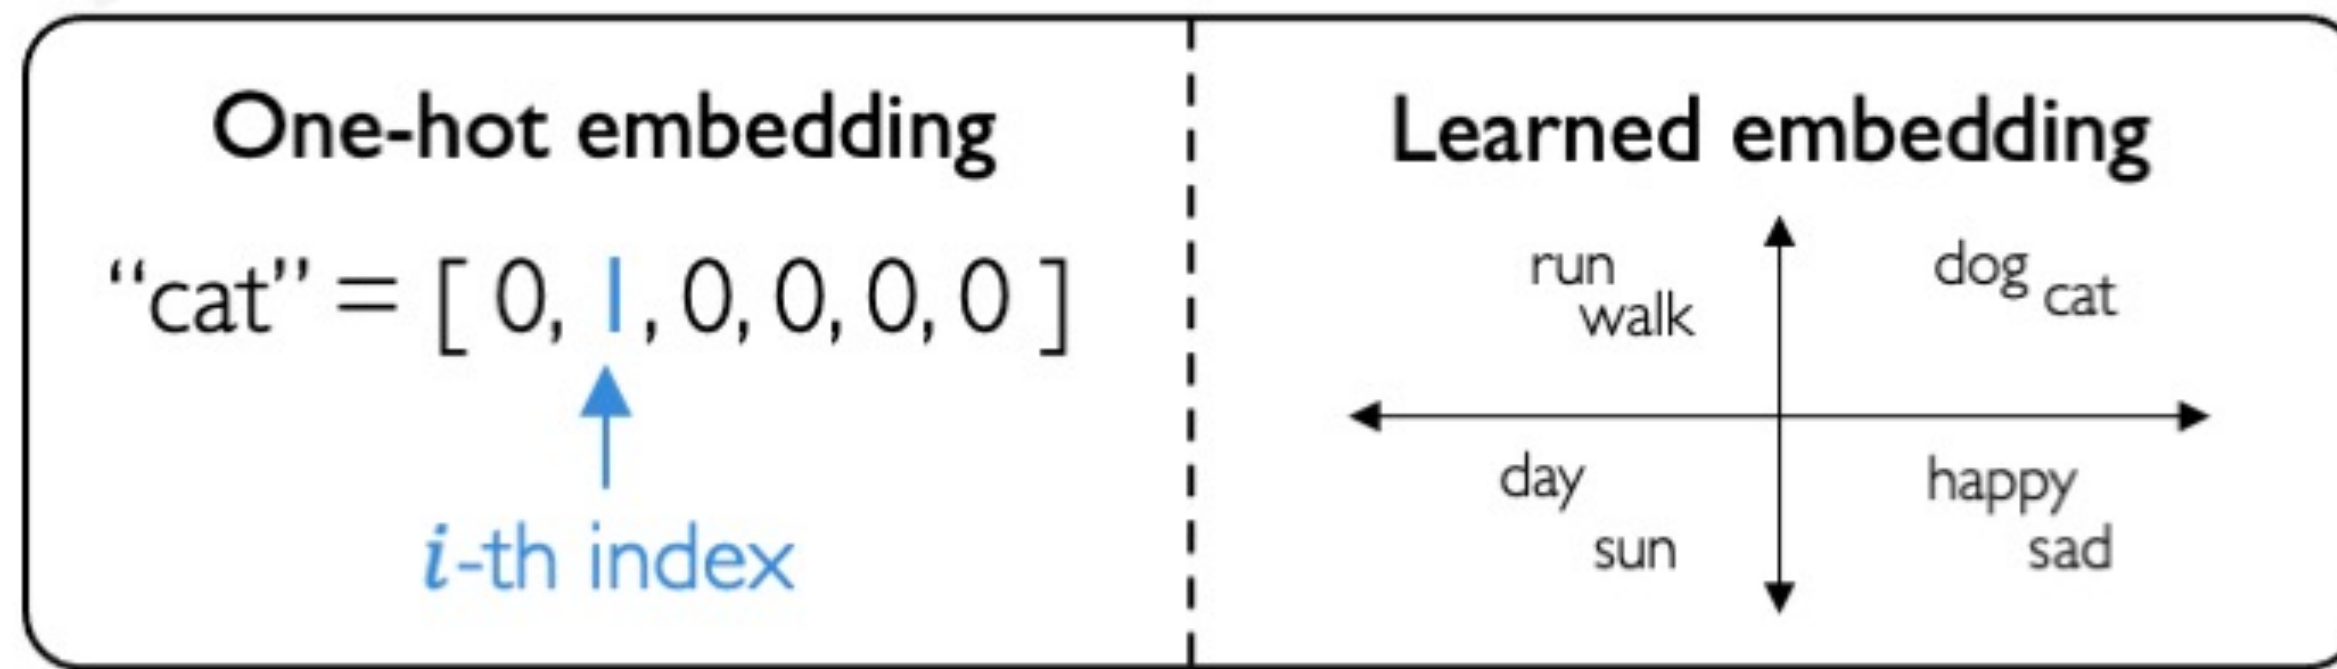 One-hot embedding
“cat” = [ 0, 1, 0, 0, 0, 0 ]
i-th index
Learned embedding
run
walk
dog
cat
day
sun
happy
sad